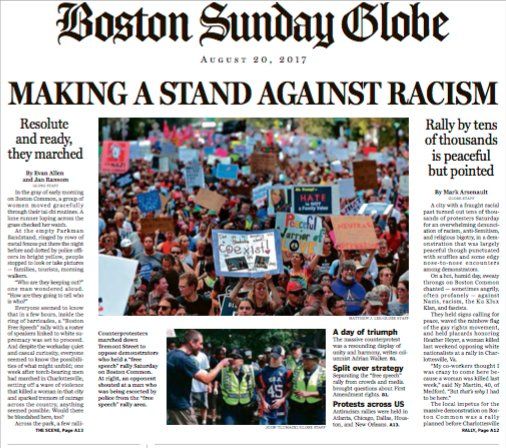 Boston Sunday Globe
AUGUST 20, 2017
MAKING A STAND AGAINST RACISM
Resolute
and ready,
they marched
By Evan Allen
and Jan Ransom
GLOBE STAFF
In the gray of early morning
on Boston Common, a group of
women moved gracefully
through their tai chi routines. A
lone runner loping across the
grass checked her watch.
At the empty Parkman
Bandstand, ringed by rows of
metal fences put there the night
before and dotted by police offi-
cers in bright yellow, people
stopped to look or take pictures
— families, tourists, morning
walkers.
"Who are they keeping out?"
one man wondered aloud.
"How are they going to tell who
is who?"
Everyone seemed to know
that in a few hours, inside the
ring of barricades, a "Boston
Free Speech" rally with a roster
of speakers linked to white su-
premacy was set to proceed.
And despite the workaday quiet
and casual curiosity, everyone
seemed to know the possibili-
ties of what might unfold; one
week after torch-bearing men
had marched in Charlottesville,
setting off a wave of violence
that killed a woman in that city
and sparked tremors of outrage
across the country, anything
seemed possible. Would there
be bloodshed here, too?
Across the park, a few ralli-
THE SCENE, Page A13
coexist!
HATE
Peaceful
MATTHEW J. LEE/GLOBE STAFF
Counterprotesters
marched down
Tremont Street to
oppose demonstrators
who held a "free
speech" rally Saturday
on Boston Common.
At right, an opponent
shouted at a man who
was being escorted by
police from the "free
speech" rally area.
GLOBE STAFF
A day of triumph
The massive counterprotest
was a resounding display of
unity and harmony, writes col-
umnist Adrian Walker. B1.
Split over strategy
Separating the "free speech"
rally from crowds and media
brought questions about First
Amendment rights. B1.
Protests across US
Antiracism rallies were held in
Atlanta, Chicago, Dallas, Hous-
ton, and New Orleans. A13.
Rally by tens
of thousands
is peaceful
but pointed
By Mark Arsenault
GLOBE STAFF
A city with a fraught racial
past turned out tens of thou-
sands of protesters Saturday
for an overwhelming denunci-
ation of racism, anti-Semitism,
and religious bigotry, in a dem-
onstration that was largely
peaceful though punctuated
with scuffles and some edgy
nose-to-nose encounters
among demonstrators.
On a hot, humid day, sweaty
throngs on Boston Common
chanted — sometimes angrily,
often profanely — against
Nazis, racism, the Ku Klux
Klan, and fascists.
They held signs calling for
peace, waved the rainbow flag
of the gay rights movement,
and held placards honoring
Heather Heyer, a woman killed
last weekend opposing white
nationalists at a rally in Char-
lottesville, Va.
"My co-workers thought I
was crazy to come here be-
cause a woman was killed last
week," said Ny Martin, 40, of
Medford. "But that's why I had
to be here."
The local impetus for the
massive demonstration on Bos-
ton Common was a rally
planned before Charlottesville
RALLY, Page A12